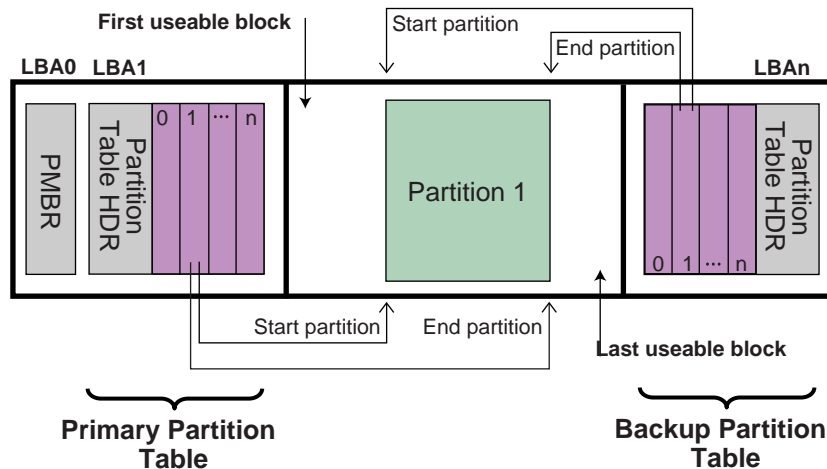 First useable block
Start partition
End partition
LBA0
LBA1
LBAn
PMBR
Partition
Table HDR
0 1 ... n
Partition 1
Partition
Table HDR
0 1 ... n
Start partition
End partition
Last useable block
Primary Partition
Table
Backup Partition
Table